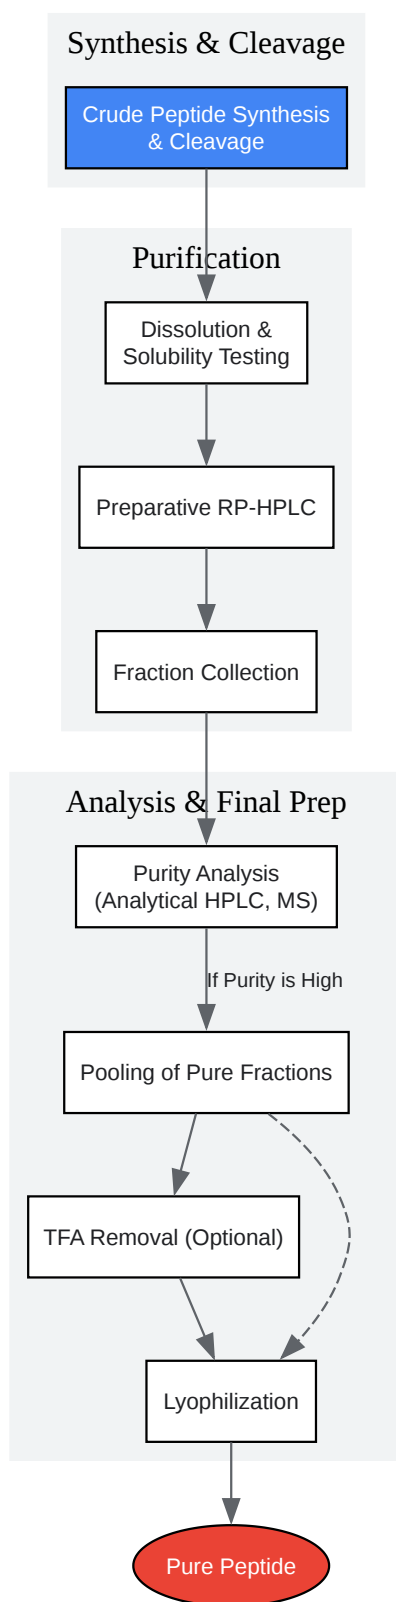 Synthesis & Cleavage
Crude Peptide Synthesis
& Cleavage
Purification
Dissolution &
Solubility Testing
Preparative RP-HPLC
Fraction Collection
Analysis & Final Prep
Purity Analysis
(Analytical HPLC, MS)
If Purity is High
Pooling of Pure Fractions
TFA Removal (Optional)
Lyophilization
Pure Peptide